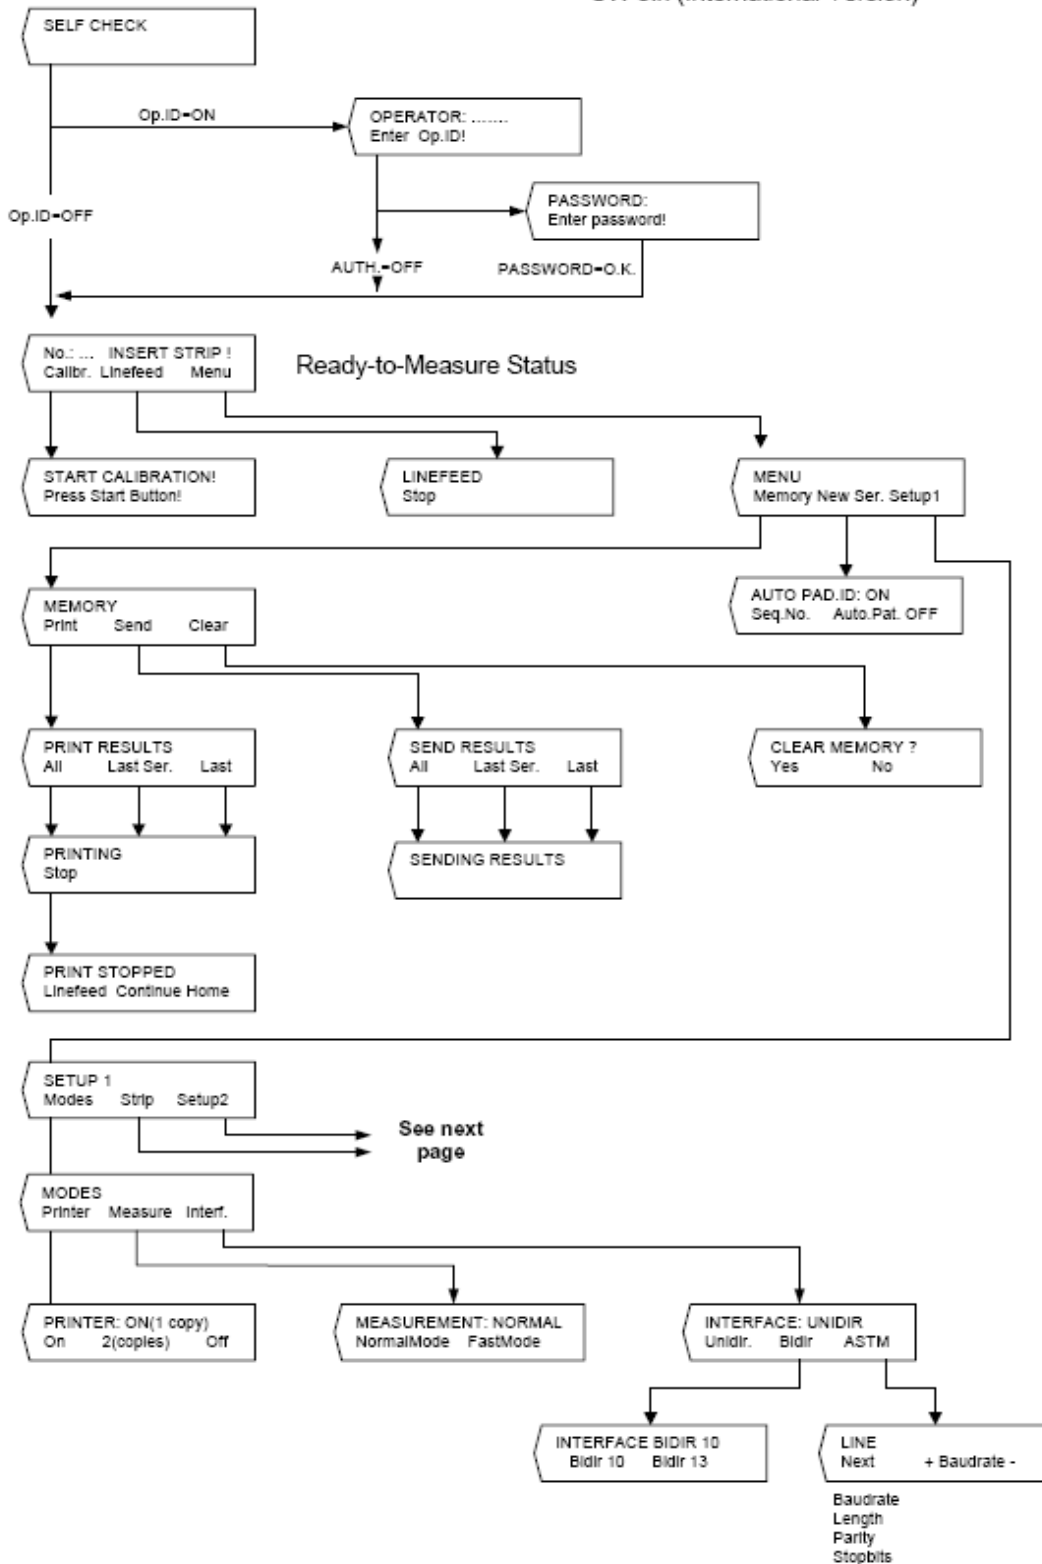 (International Version)
SELF CHECK
Op.ID=ON
OPERATOR: .......
Enter Op.ID!
PASSWORD:
Enter password!
Op.ID=OFF
AUTH.=OFF
PASSWORD=O.K.
No.: ... INSERT STRIP !
Calibr. Linefeed Menu
Ready-to-Measure Status
START CALIBRATION!
Press Start Button!
LINEFEED
Stop
MENU
Memory New Ser. Setup1
AUTO PAD.ID: ON
Seq.No. Auto.Pat. OFF
MEMORY
Print Send Clear
PRINT RESULTS
All Last Ser. Last
SEND RESULTS
All Last Ser. Last
CLEAR MEMORY ?
Yes No
PRINTING
Stop
SENDING RESULTS
PRINT STOPPED
Linefeed Continue Home
SETUP 1
Modes Strip Setup2
See next
page
MODES
Printer Measure Interf.
PRINTER: ON(1 copy)
On 2(copies) Off
MEASUREMENT: NORMAL
NormalMode FastMode
INTERFACE: UNIDIR
Unidir. Bidir ASTM
INTERFACE BIDIR 10
Bidir 10 Bidir 13
LINE
Next + Baudrate -
Baudrate
Length
Parity
Stopbits